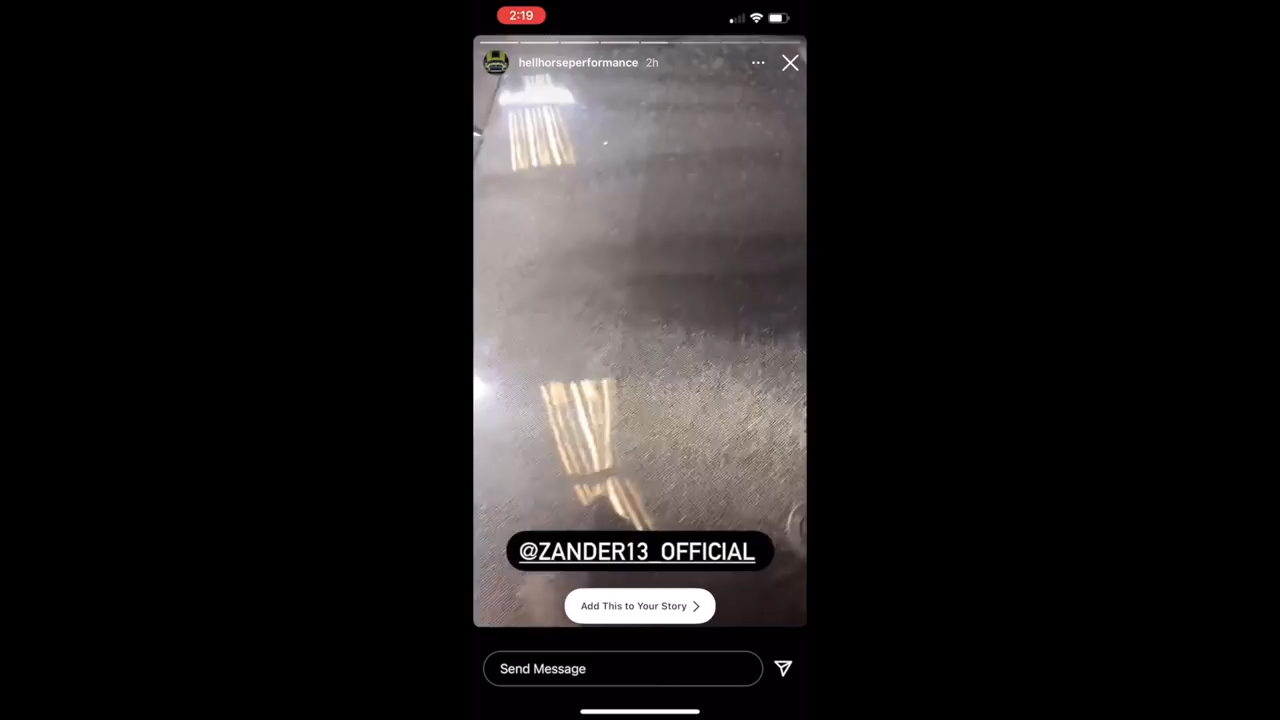 2:19
hellhorseperformance 2h
@ZANDER13_OFFICIAL
Add This to Your Story
Send Message